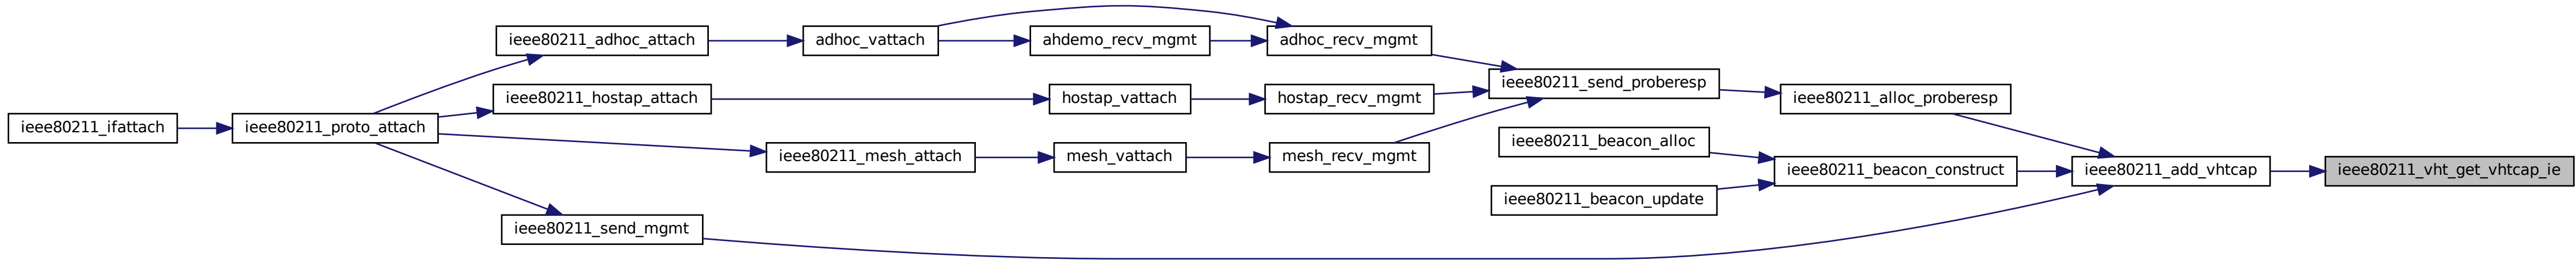 ieee80211_adhoc_attach
adhoc_vattach
ahdemo_recv_mgmt
adhoc_recv_mgmt
ieee80211_send_proberesp
ieee80211_hostap_attach
hostap_vattach
hostap_recv_mgmt
ieee80211_alloc_proberesp
ieee80211_ifattach
ieee80211_proto_attach
ieee80211_beacon_alloc
ieee80211_mesh_attach
mesh_vattach
mesh_recv_mgmt
ieee80211_beacon_construct
ieee80211_add_vhtcap
ieee80211_vht_get_vhtcap_ie
ieee80211_beacon_update
ieee80211_send_mgmt